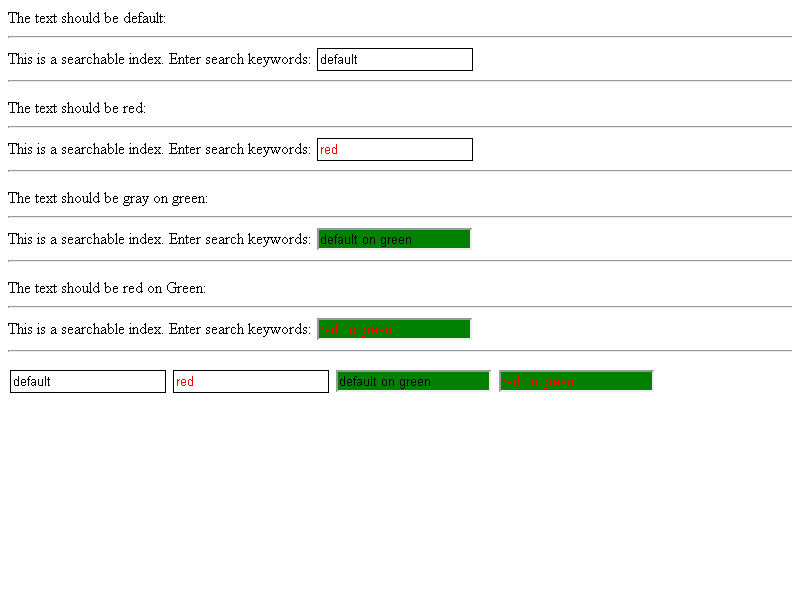 The text should be default:
This is a searchable index. Enter search keywords: default
The text should be red:
This is a searchable index. Enter search keywords: red
The text should be gray on green:
This is a searchable index. Enter search keywords: default on green
The text should be red on Green:
This is a searchable index. Enter search keywords: red on green
default red default on green red on green